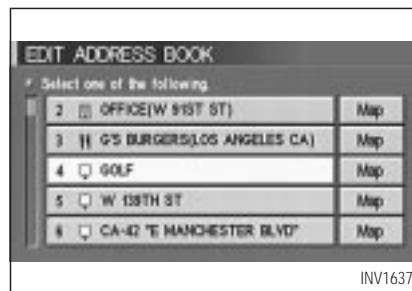 EDIT ADDRESS BOOK
Select one of the following.
2 OFFICE(W 91ST ST) Map
3 G'S BURGERS(LOS ANGELES CA) Map
4 GOLF Map
5 W 139TH ST Map
6 CA-42 "E MANCHESTER BLVD" Map
INV1637